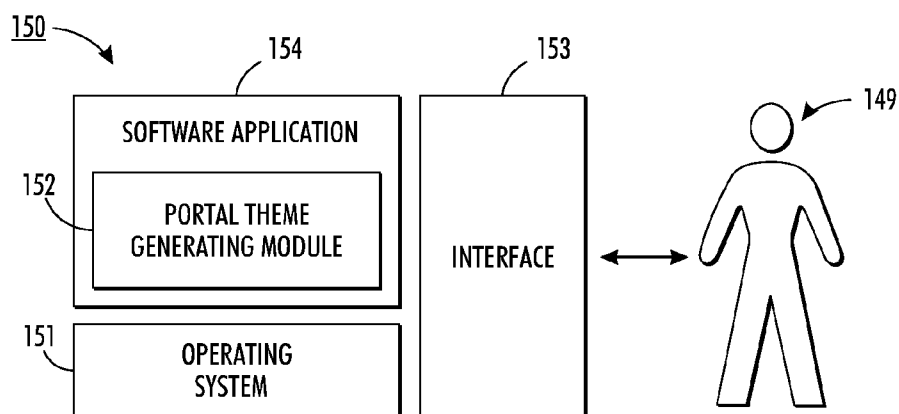 150
154
153
149
SOFTWARE APPLICATION
152
PORTAL THEME
GENERATING MODULE
INTERFACE
151
OPERATING
SYSTEM